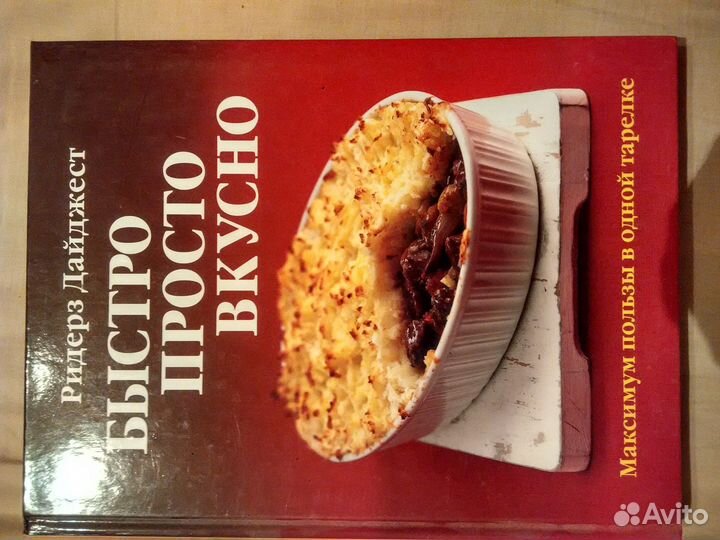 Ридерз Дайджест
БЫСТРО
ПРОСТО
ВКУСНО
Максимум пользы в одной тарелке
Avito